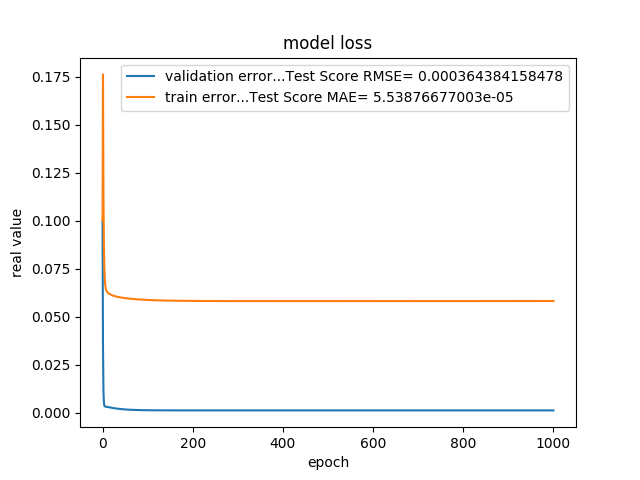 model loss
validation error...Test Score RMSE= 0.000364384158478
train error...Test Score MAE= 5.53876677003e-05
0.175
0.150
0.125
0.100
0.075
0.050
0.025
0.000
real value
0 200 400 600 800 1000
epoch